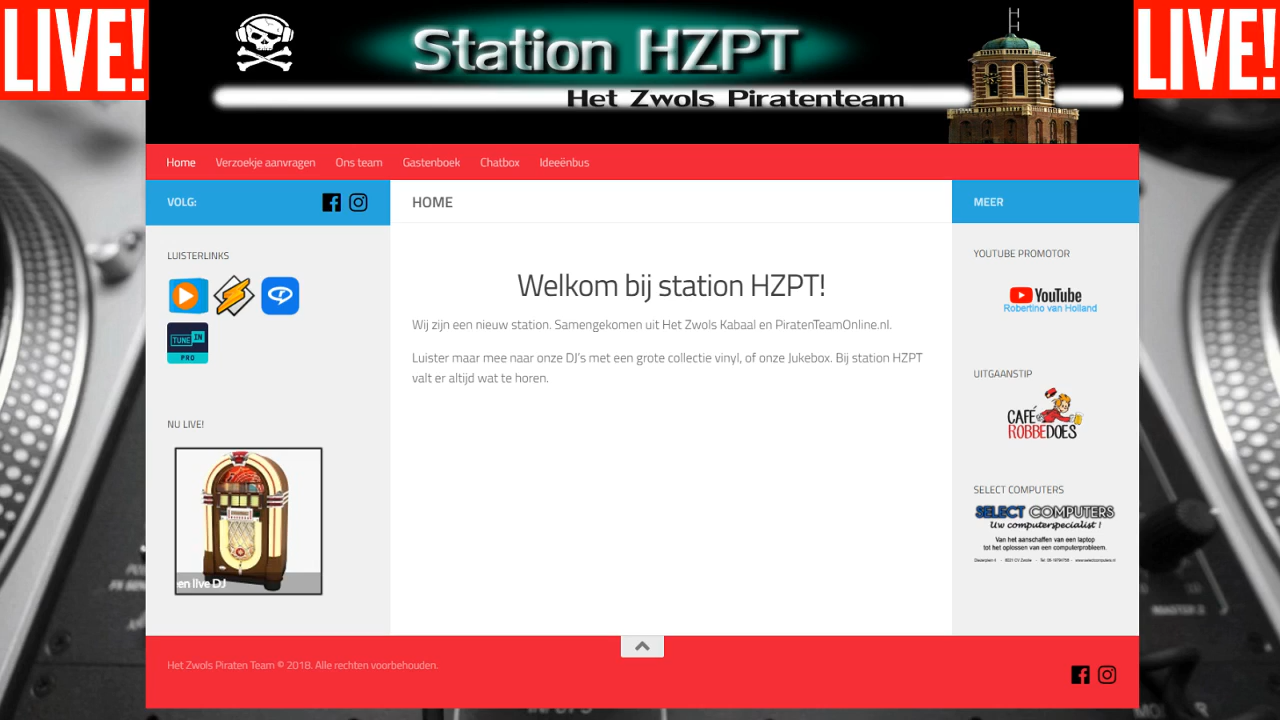 LIVE!
Station HZPT
Het Zwols Piratenteam
LIVE!
Home
Verzoekje aanvragen
Ons team
Gastenboek
Chatbox
Ideeënbus
VOLG:
HOME
MEER
LUISTERLINKS
TUNE IN
PRO
NU LIVE!
en live DJ
Welkom bij station HZPT!
Wij zijn een nieuw station. Samengekomen uit Het Zwols Kabaal en PiratenTeamOnline.nl.
Luister maar mee naar onze DJ's met een grote collectie vinyl, of onze Jukebox. Bij station HZPT
valt er altijd wat te horen.
YOUTUBE PROMOTOR
YouTube
Robertino van Holland
UITGAANSTIP
CAFÉ
ROBBEDOES
SELECT COMPUTERS
SELECT COMPUTERS
Uw computerspecialist !
Van het aanschaffen van een laptop
tot het oplossen van een computerprobleem.
Het Zwols Piraten Team © 2018. Alle rechten voorbehouden.